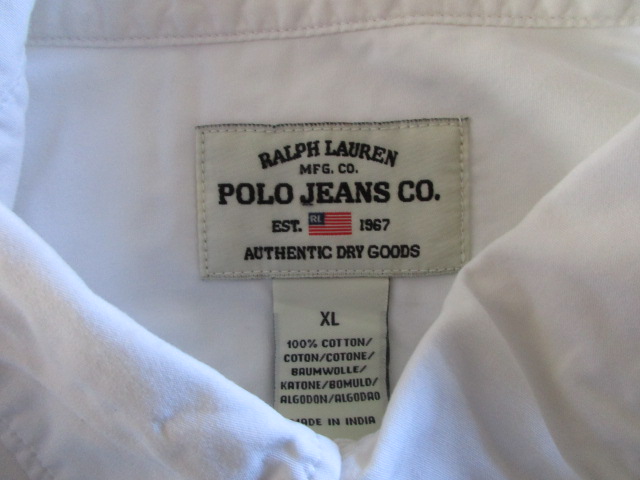 RALPH LAUREN
MFG. CO.
POLO JEANS CO.
EST. RL 1967
AUTHENTIC DRY GOODS
XL
100% COTTON/
COTON/COTONE/
BAUMWOLLE/
KATONE/BOMULD/
ALGODON/ALGODAO
MADE IN INDIA